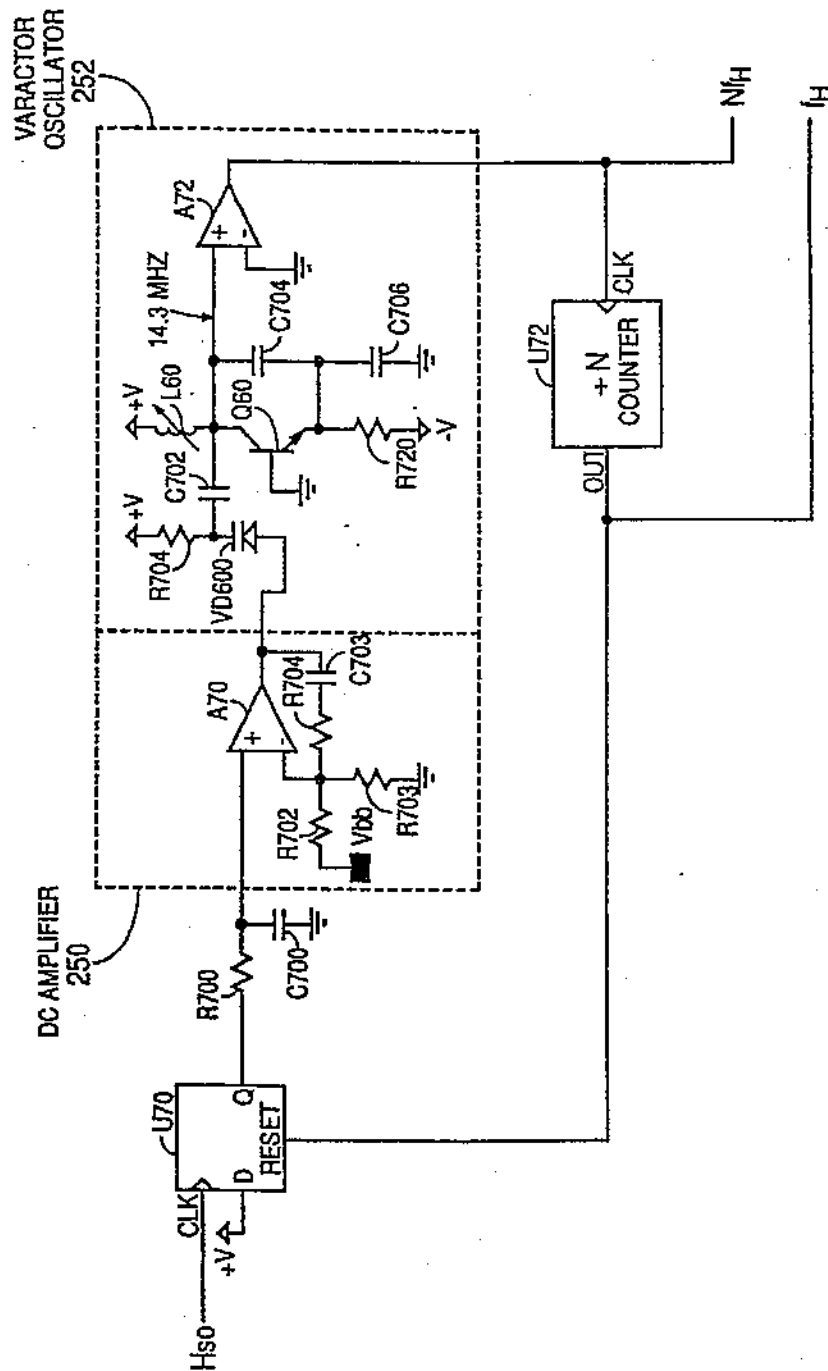 DC AMPLIFIER
250
VARACTOR
OSCILLATOR
252
Hso
CLK
+V
D
Q
RESET
U70
R700
C700
R702
Vbb
R703
R704
C703
A70
+
-
+V
R704
VD600
C702
+V
L60
Q60
R720
-V
14.3 MHZ
C704
C706
A72
+
-
U72
÷ N
COUNTER
OUT
CLK
NfH
fH